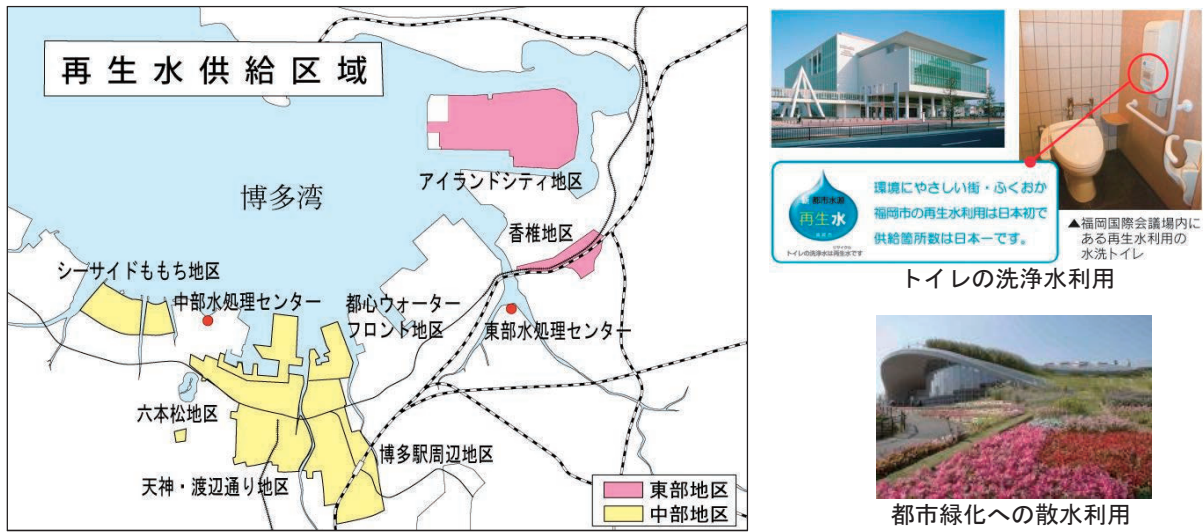 再生水供給区域
博多湾
アイランドシティ地区
香椎地区
シーサイドももち地区
中部水処理センター
都心ウォーター
フロント地区
東部水処理センター
六本松地区
天神・渡辺通り地区
博多駅周辺地区
東部地区
中部地区
都市水源
再生水
トイレの洗浄水は再生水です
環境にやさしい街・ふくおか
福岡市の再生水利用は日本初で
供給箇所数は日本一です。
▲福岡国際会議場内に
ある再生水利用の
水洗トイレ
トイレの洗浄水利用
都市緑化への散水利用